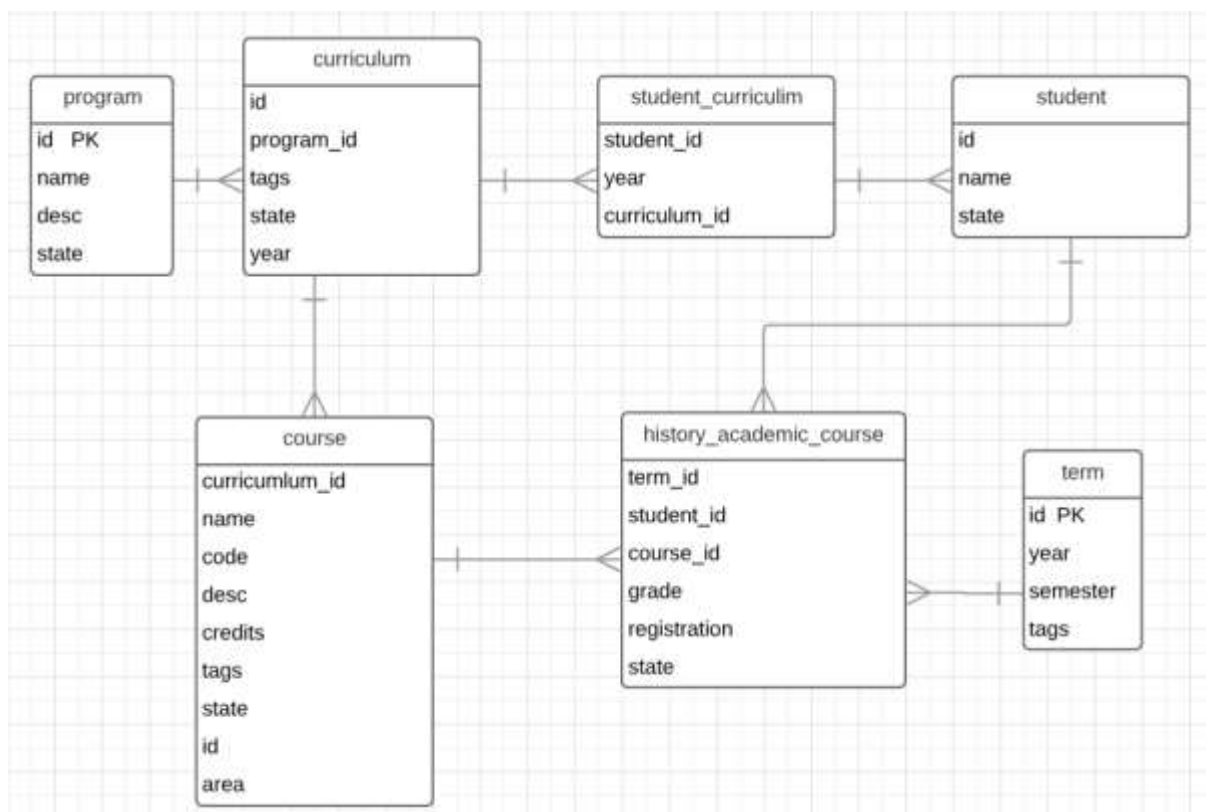 program
id PK
name
desc
state
curriculum
id
program_id
tags
state
year
student_curriculim
student_id
year
curriculum_id
student
id
name
state
course
curricumlum_id
name
code
desc
credits
tags
state
id
area
history_academic_course
term_id
student_id
course_id
grade
registration
state
term
id PK
year
semester
tags